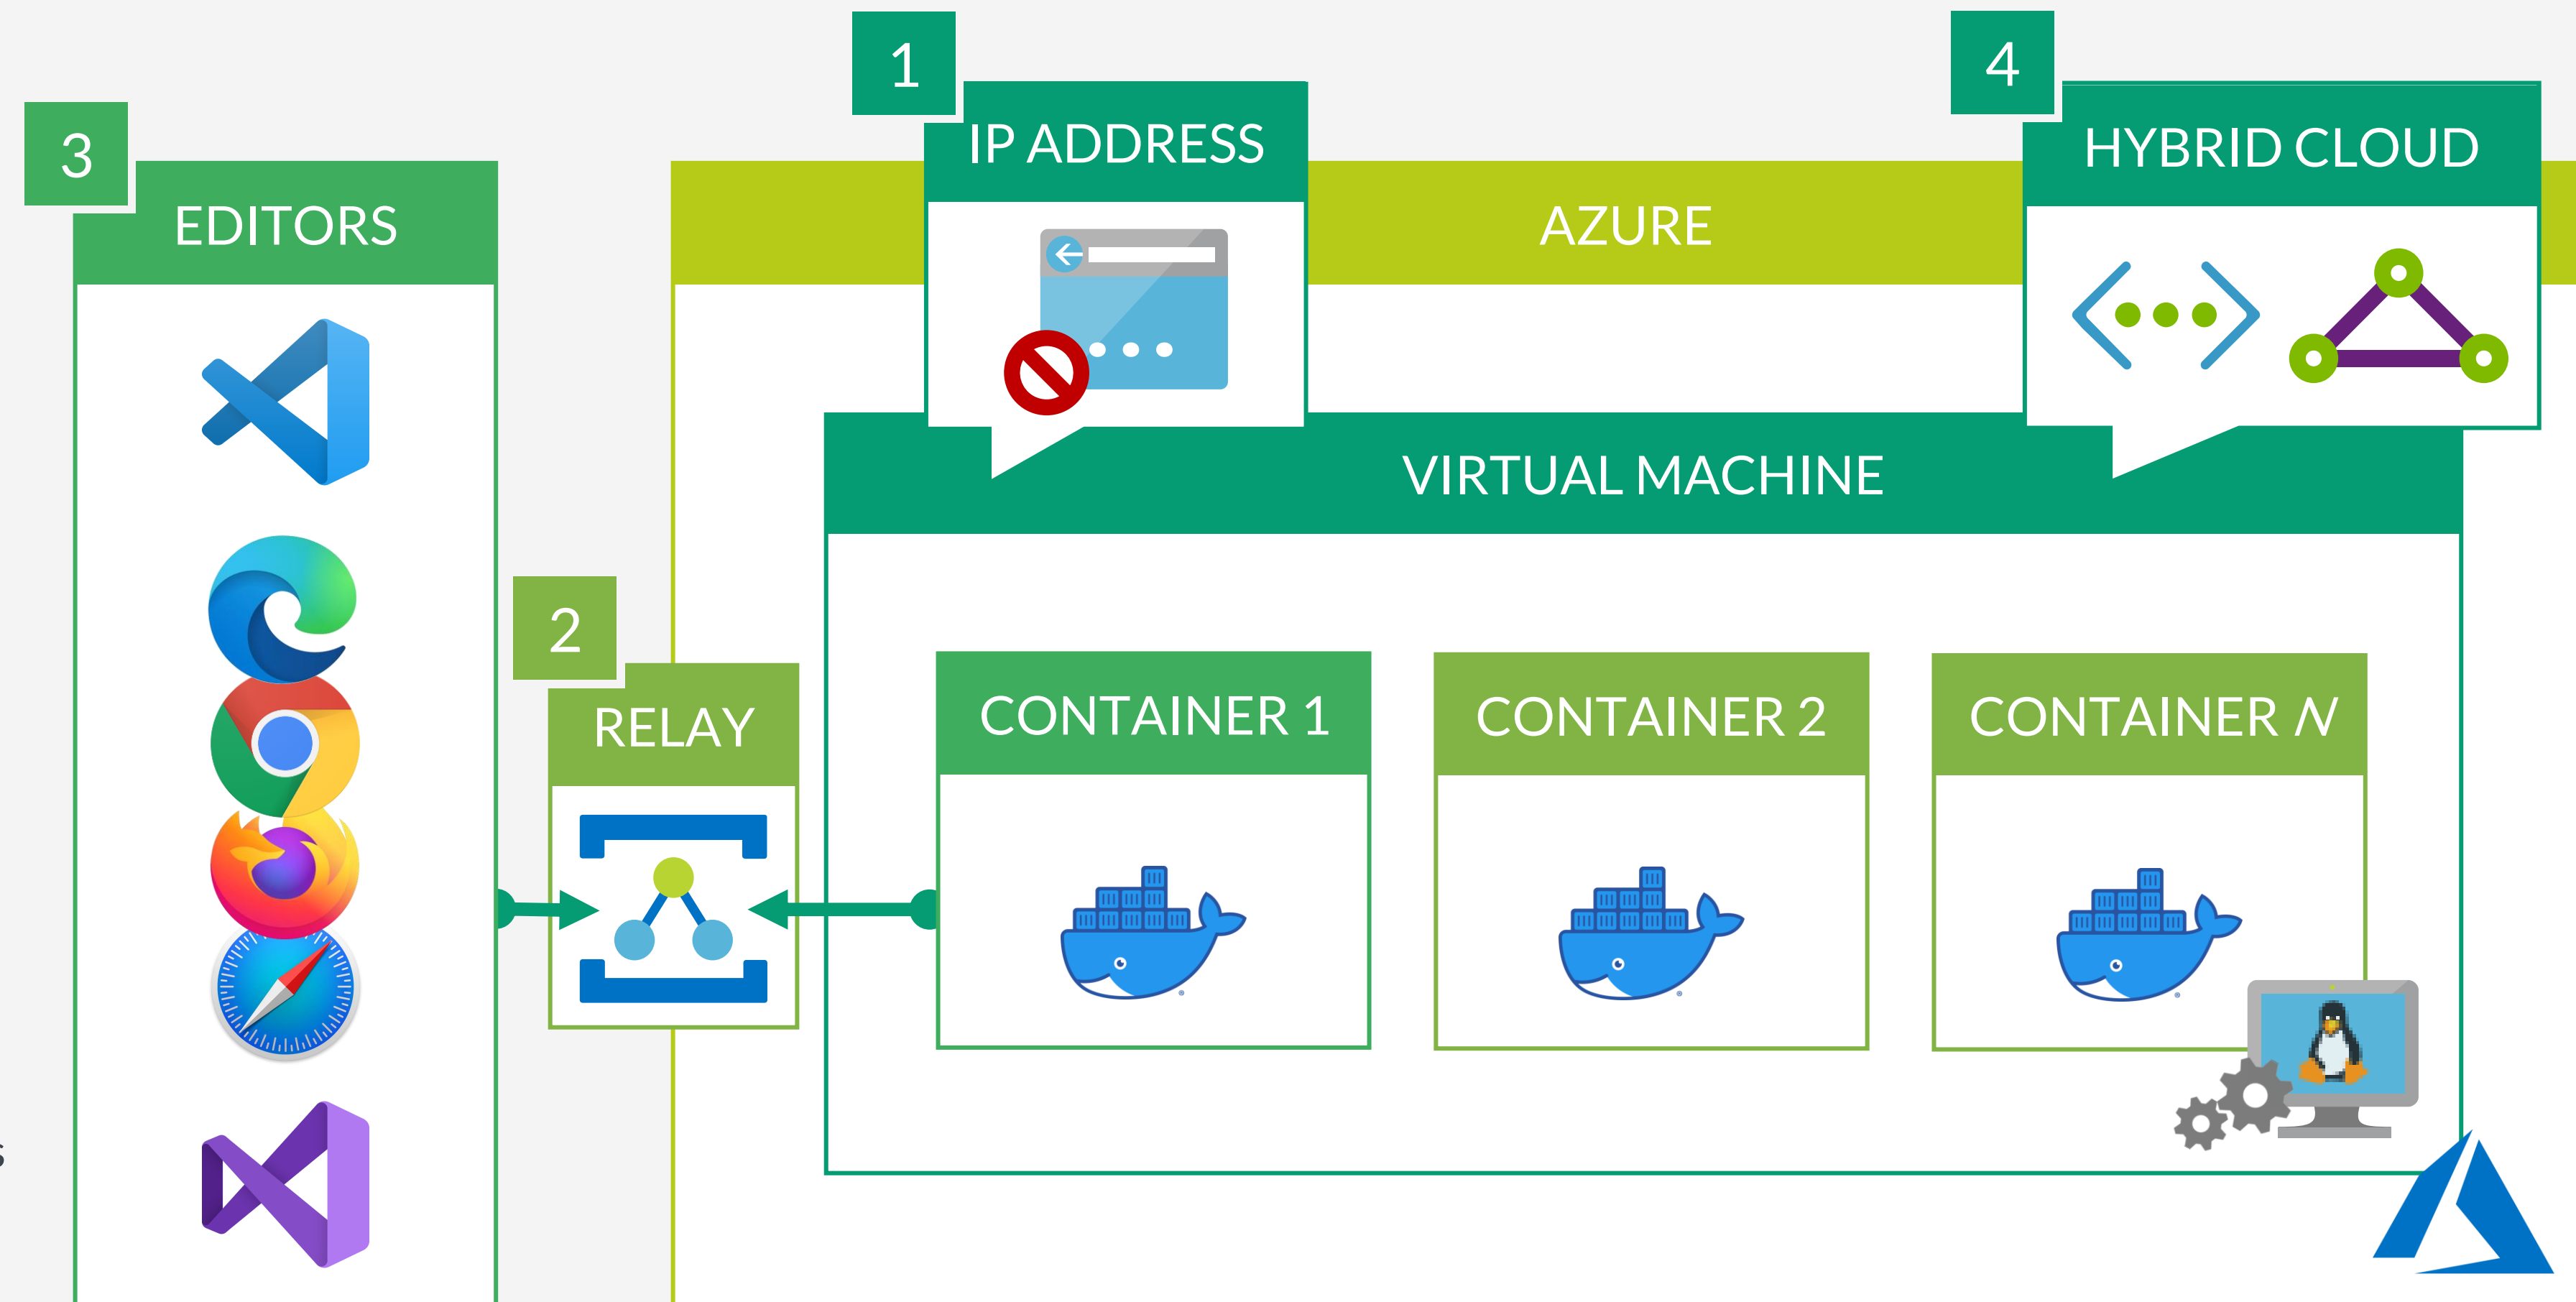 1
IP ADDRESS
4
HYBRID CLOUD
3
EDITORS
AZURE
VIRTUAL MACHINE
2
RELAY
CONTAINER 1
CONTAINER 2
CONTAINER N
s